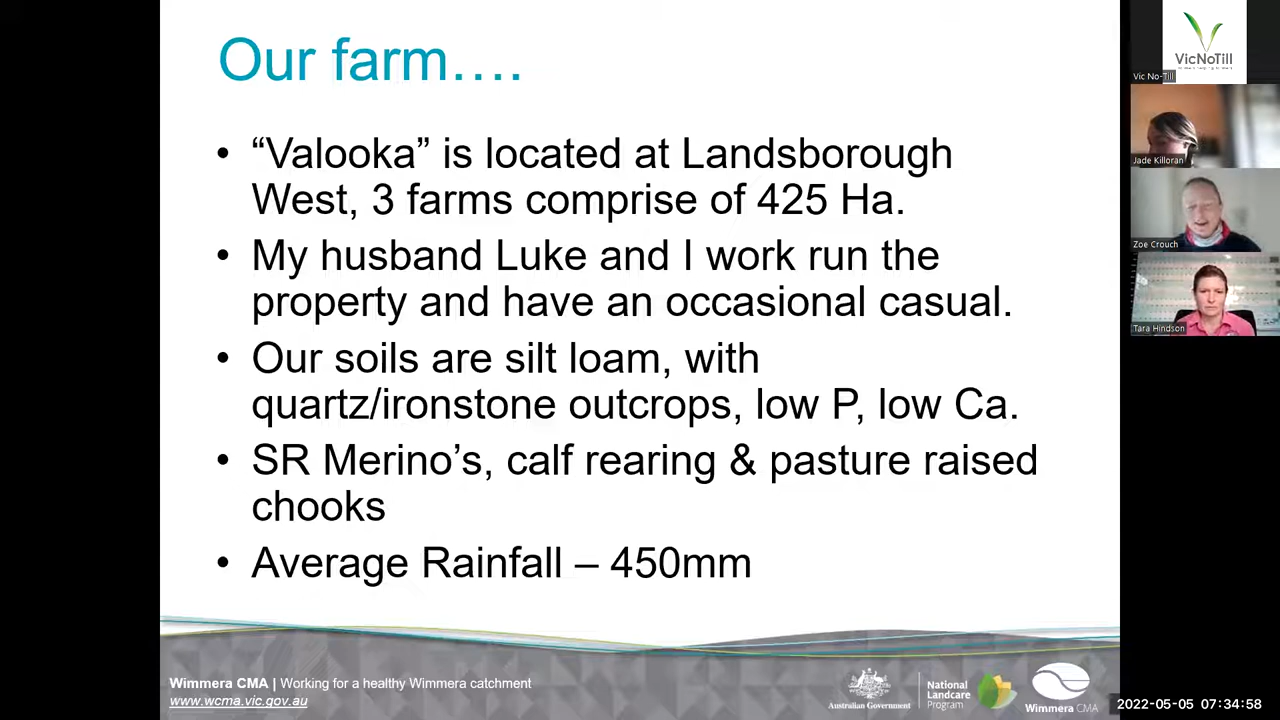 Our farm….
• “Valooka” is located at Landsborough
West, 3 farms comprise of 425 Ha.
• My husband Luke and I work run the
property and have an occasional casual.
• Our soils are silt loam, with
quartz/ironstone outcrops, low P, low Ca.
• SR Merino’s, calf rearing & pasture raised
chooks
• Average Rainfall – 450mm
Wimmera CMA | Working for a healthy Wimmera catchment
www.wcma.vic.gov.au
Australian Government
National
Landcare
Program
Wimmera CMA
VicNoTill
Vic No-Till
Jade Killoran
Zoe Crouch
Tara Hindson
2022-05-05 07:34:58